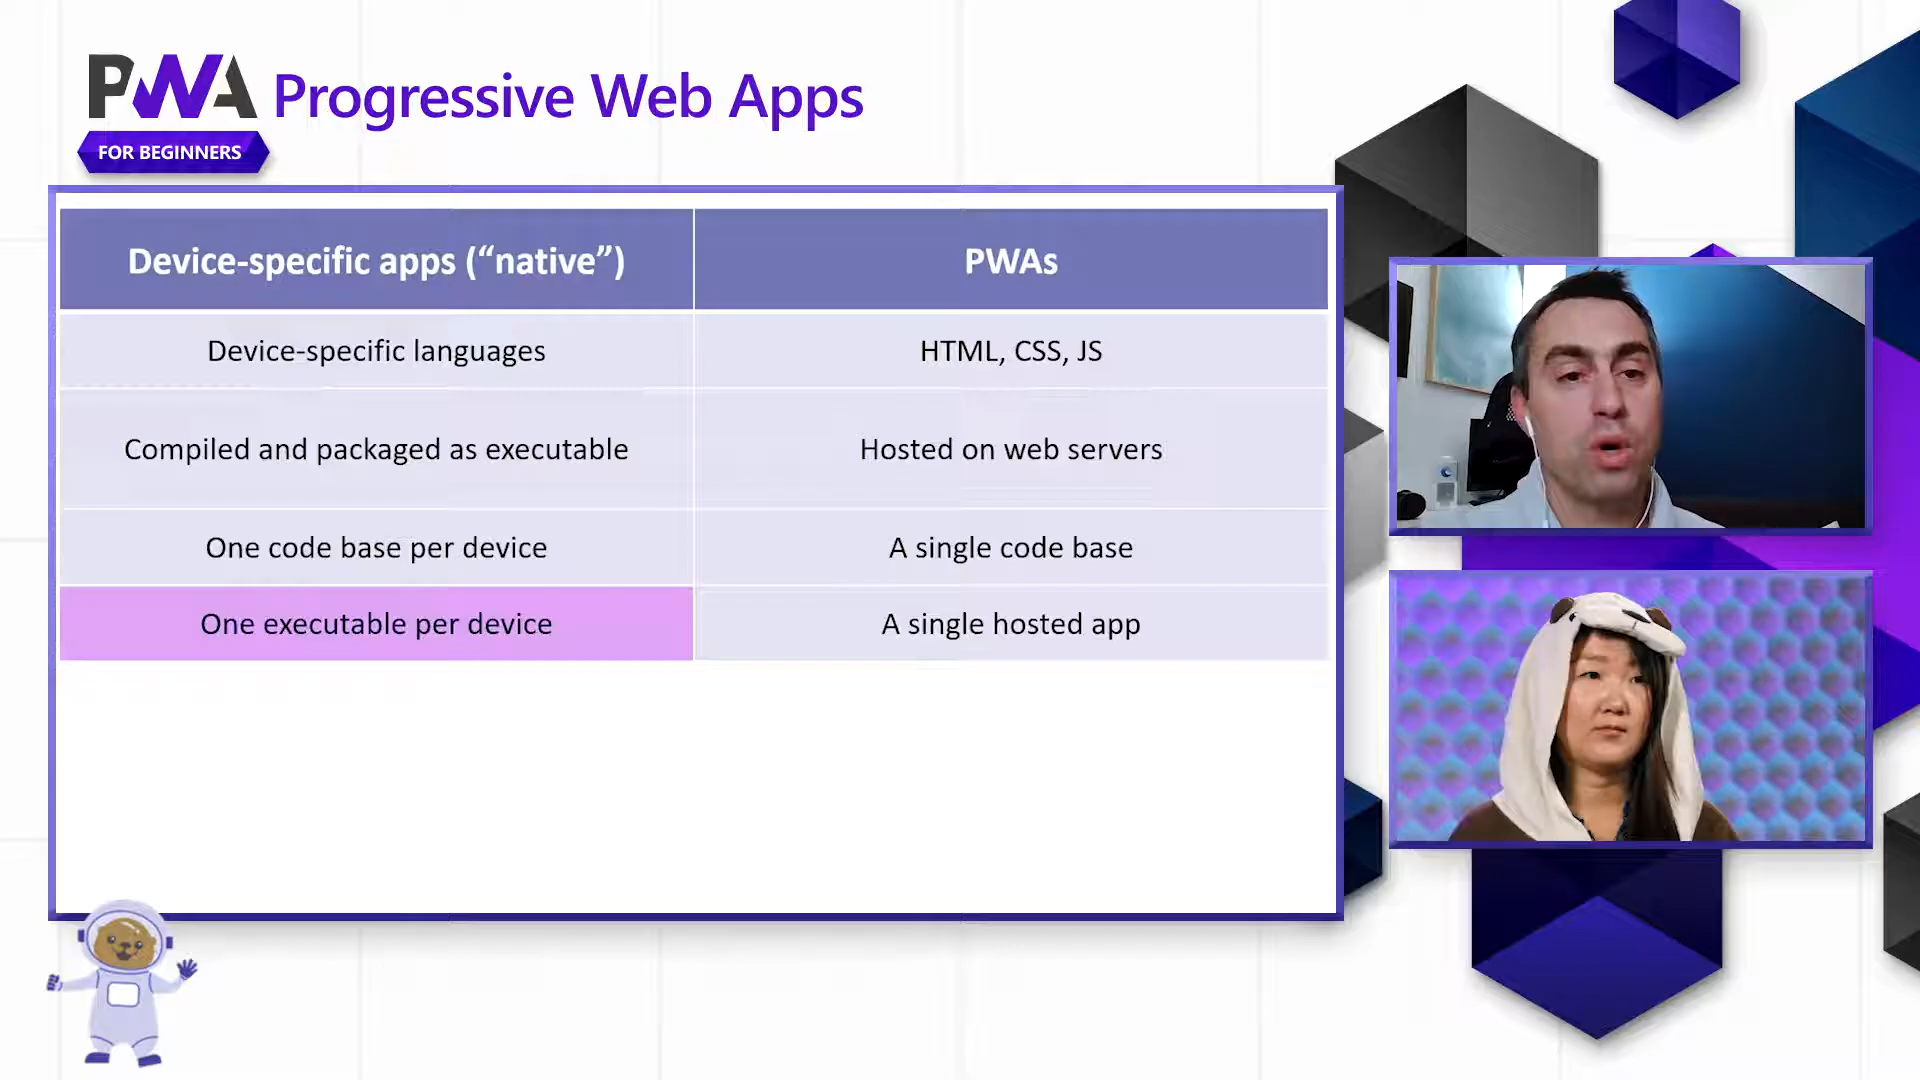 PWA Progressive Web Apps
FOR BEGINNERS
Device-specific apps (“native”)
PWAs
Device-specific languages
HTML, CSS, JS
Compiled and packaged as executable
Hosted on web servers
One code base per device
A single code base
One executable per device
A single hosted app